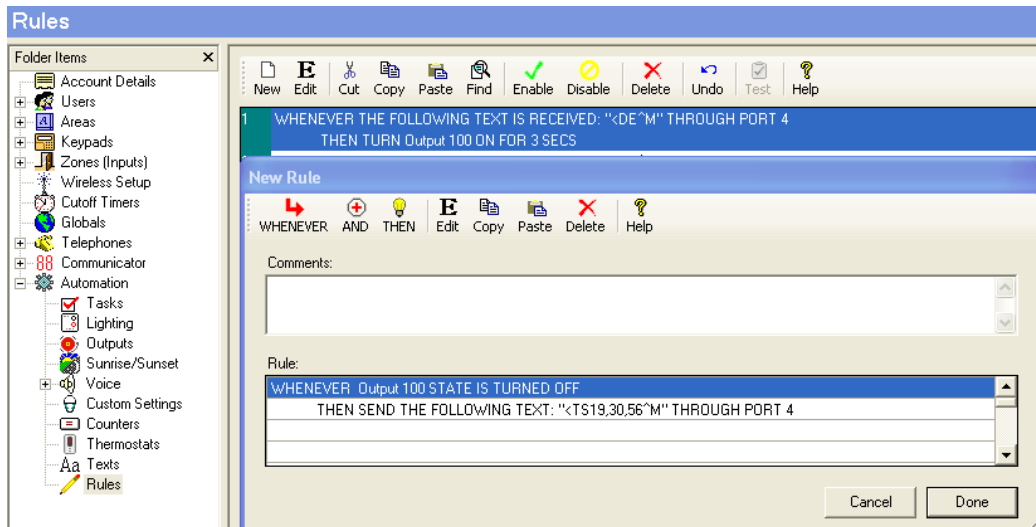 Rules
Folder Items
Account Details
Users
Areas
Keypads
Zones (Inputs)
Wireless Setup
Cutoff Timers
Globals
Telephones
88 Communicator
Automation
Tasks
Lighting
Outputs
Sunrise/Sunset
Voice
Custom Settings
Counters
Thermostats
Aa Texts
Rules
New Edit Cut Copy Paste Find Enable Disable Delete Undo Test Help
1 WHENEVER THE FOLLOWING TEXT IS RECEIVED: "<DE^M" THROUGH PORT 4
THEN TURN Output 100 ON FOR 3 SECS
New Rule
WHENEVER AND THEN Edit Copy Paste Delete Help
Comments:
Rule:
WHENEVER Output 100 STATE IS TURNED OFF
THEN SEND THE FOLLOWING TEXT: "<TS19,30,56^M" THROUGH PORT 4
Cancel Done